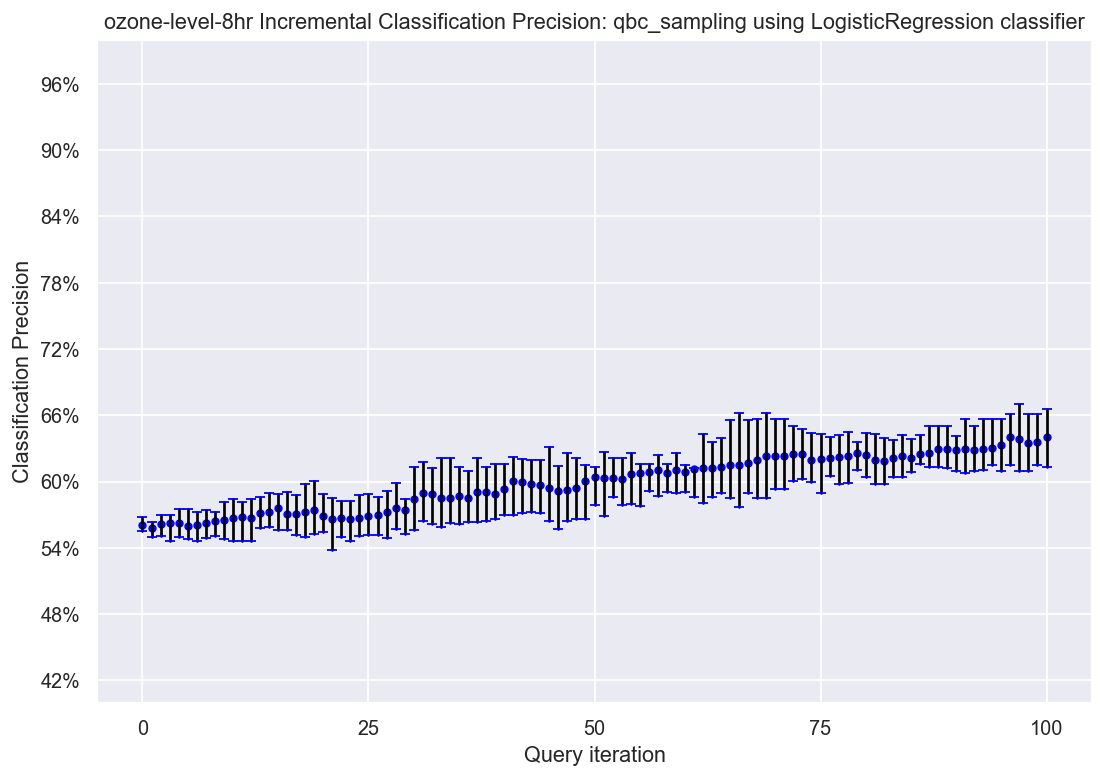 ozone-level-8hr Incremental Classification Precision: qbc_sampling using LogisticRegression classifier
96%
90%
84%
78%
72%
66%
60%
54%
48%
42%
Classification Precision
0 25 50 75 100
Query iteration